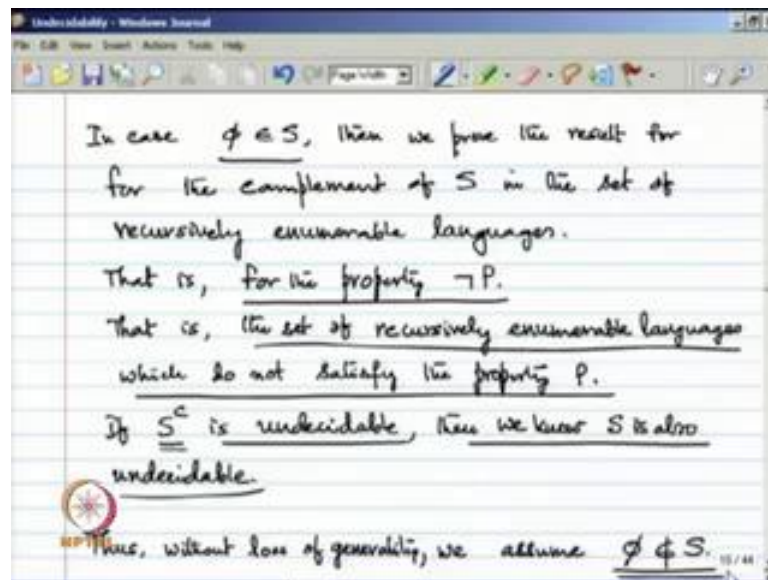 Undecidability - Windows Journal
File Edit View Insert Actions Tools Help
Page Width
In case ϕ ∈ S, then we prove the result for
for the complement of S in the set of
recursively enumerable languages.
That is, for the property ¬P.
That is, the set of recursively enumerable languages
which do not satisfy the property P.
If S^c is undecidable, then we know S is also
undecidable.
Thus, without loss of generality, we assume ϕ ∉ S.
15/44